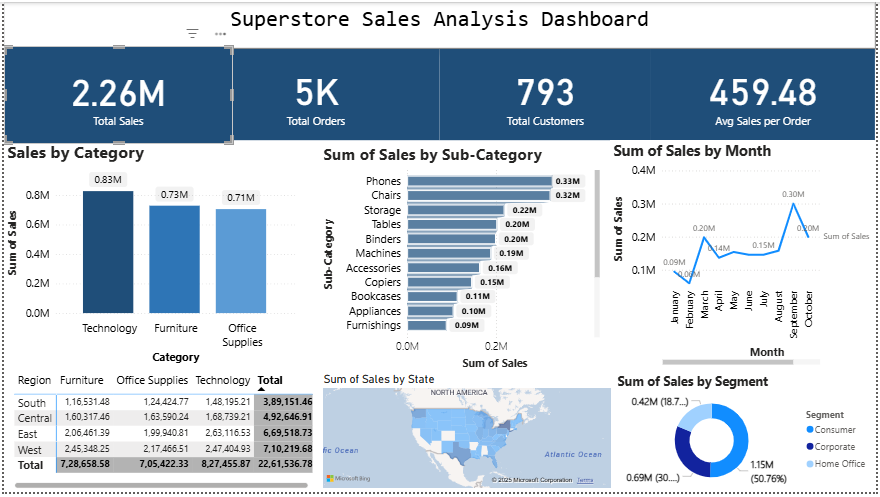 Superstore Sales Analysis Dashboard
2.26M
Total Sales
5K
Total Orders
793
Total Customers
459.48
Avg Sales per Order
Sales by Category
Sum of Sales
0.8M
0.6M
0.4M
0.2M
0.0M
0.83M
0.73M
0.71M
Technology
Furniture
Office
Supplies
Category
Sum of Sales by Sub-Category
Sub-Category
Phones 0.33M
Chairs 0.32M
Storage 0.22M
Tables 0.20M
Binders 0.20M
Machines 0.19M
Accessories 0.16M
Copiers 0.15M
Bookcases 0.11M
Appliances 0.10M
Furnishings 0.09M
0.0M 0.2M
Sum of Sales
Sum of Sales by Month
Sum of Sales
0.4M
0.3M
0.2M
0.1M
0.09M
0.06M
0.20M
0.14M
0.15M
0.30M
0.20M
Sum of Sales
January
February
March
April
May
June
July
August
September
October
Month
Region Furniture Office Supplies Technology Total
South 1,16,531.48 1,24,424.77 1,48,195.21 3,89,151.46
Central 1,60,317.46 1,63,590.24 1,68,739.21 4,92,646.91
East 2,06,461.39 1,99,940.81 2,63,116.53 6,69,518.73
West 2,45,348.25 2,17,466.51 2,47,404.93 7,10,219.68
Total 7,28,658.58 7,05,422.33 8,27,455.87 22,61,536.78
Sum of Sales by State
NORTH AMERICA
fic Ocean
Atlantic Ocean
Microsoft Bing
© 2025 Microsoft Corporation Terms
Sum of Sales by Segment
0.42M (18.7...)
0.69M (30....)
1.15M
(50.76%)
Segment
Consumer
Corporate
Home Office